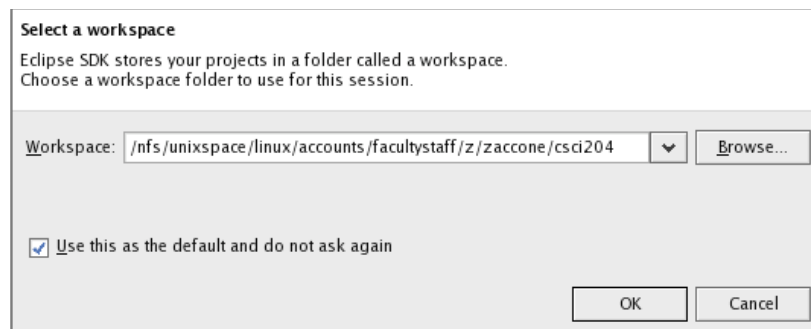 Select a workspace
Eclipse SDK stores your projects in a folder called a workspace.
Choose a workspace folder to use for this session.
Workspace: /nfs/unixspace/linux/accounts/facultystaff/z/zaccone/csci204 Browse...
Use this as the default and do not ask again
OK Cancel